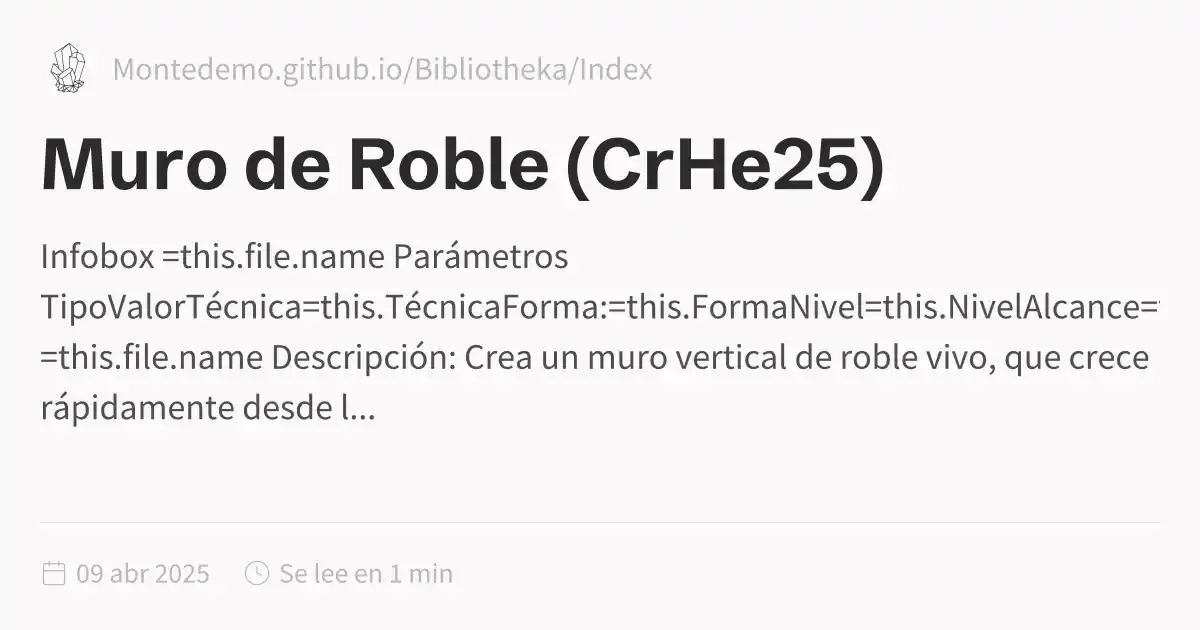 Montedemo.github.io/Bibliotheka/Index
Muro de Roble (CrHe25)
Infobox =this.file.name Parámetros
TipoValorTécnica=this.TécnicaForma:=this.FormaNivel=this.NivelAlcance=
=this.file.name Descripción: Crea un muro vertical de roble vivo, que crece
rápidamente desde l...
09 abr 2025
Se lee en 1 min